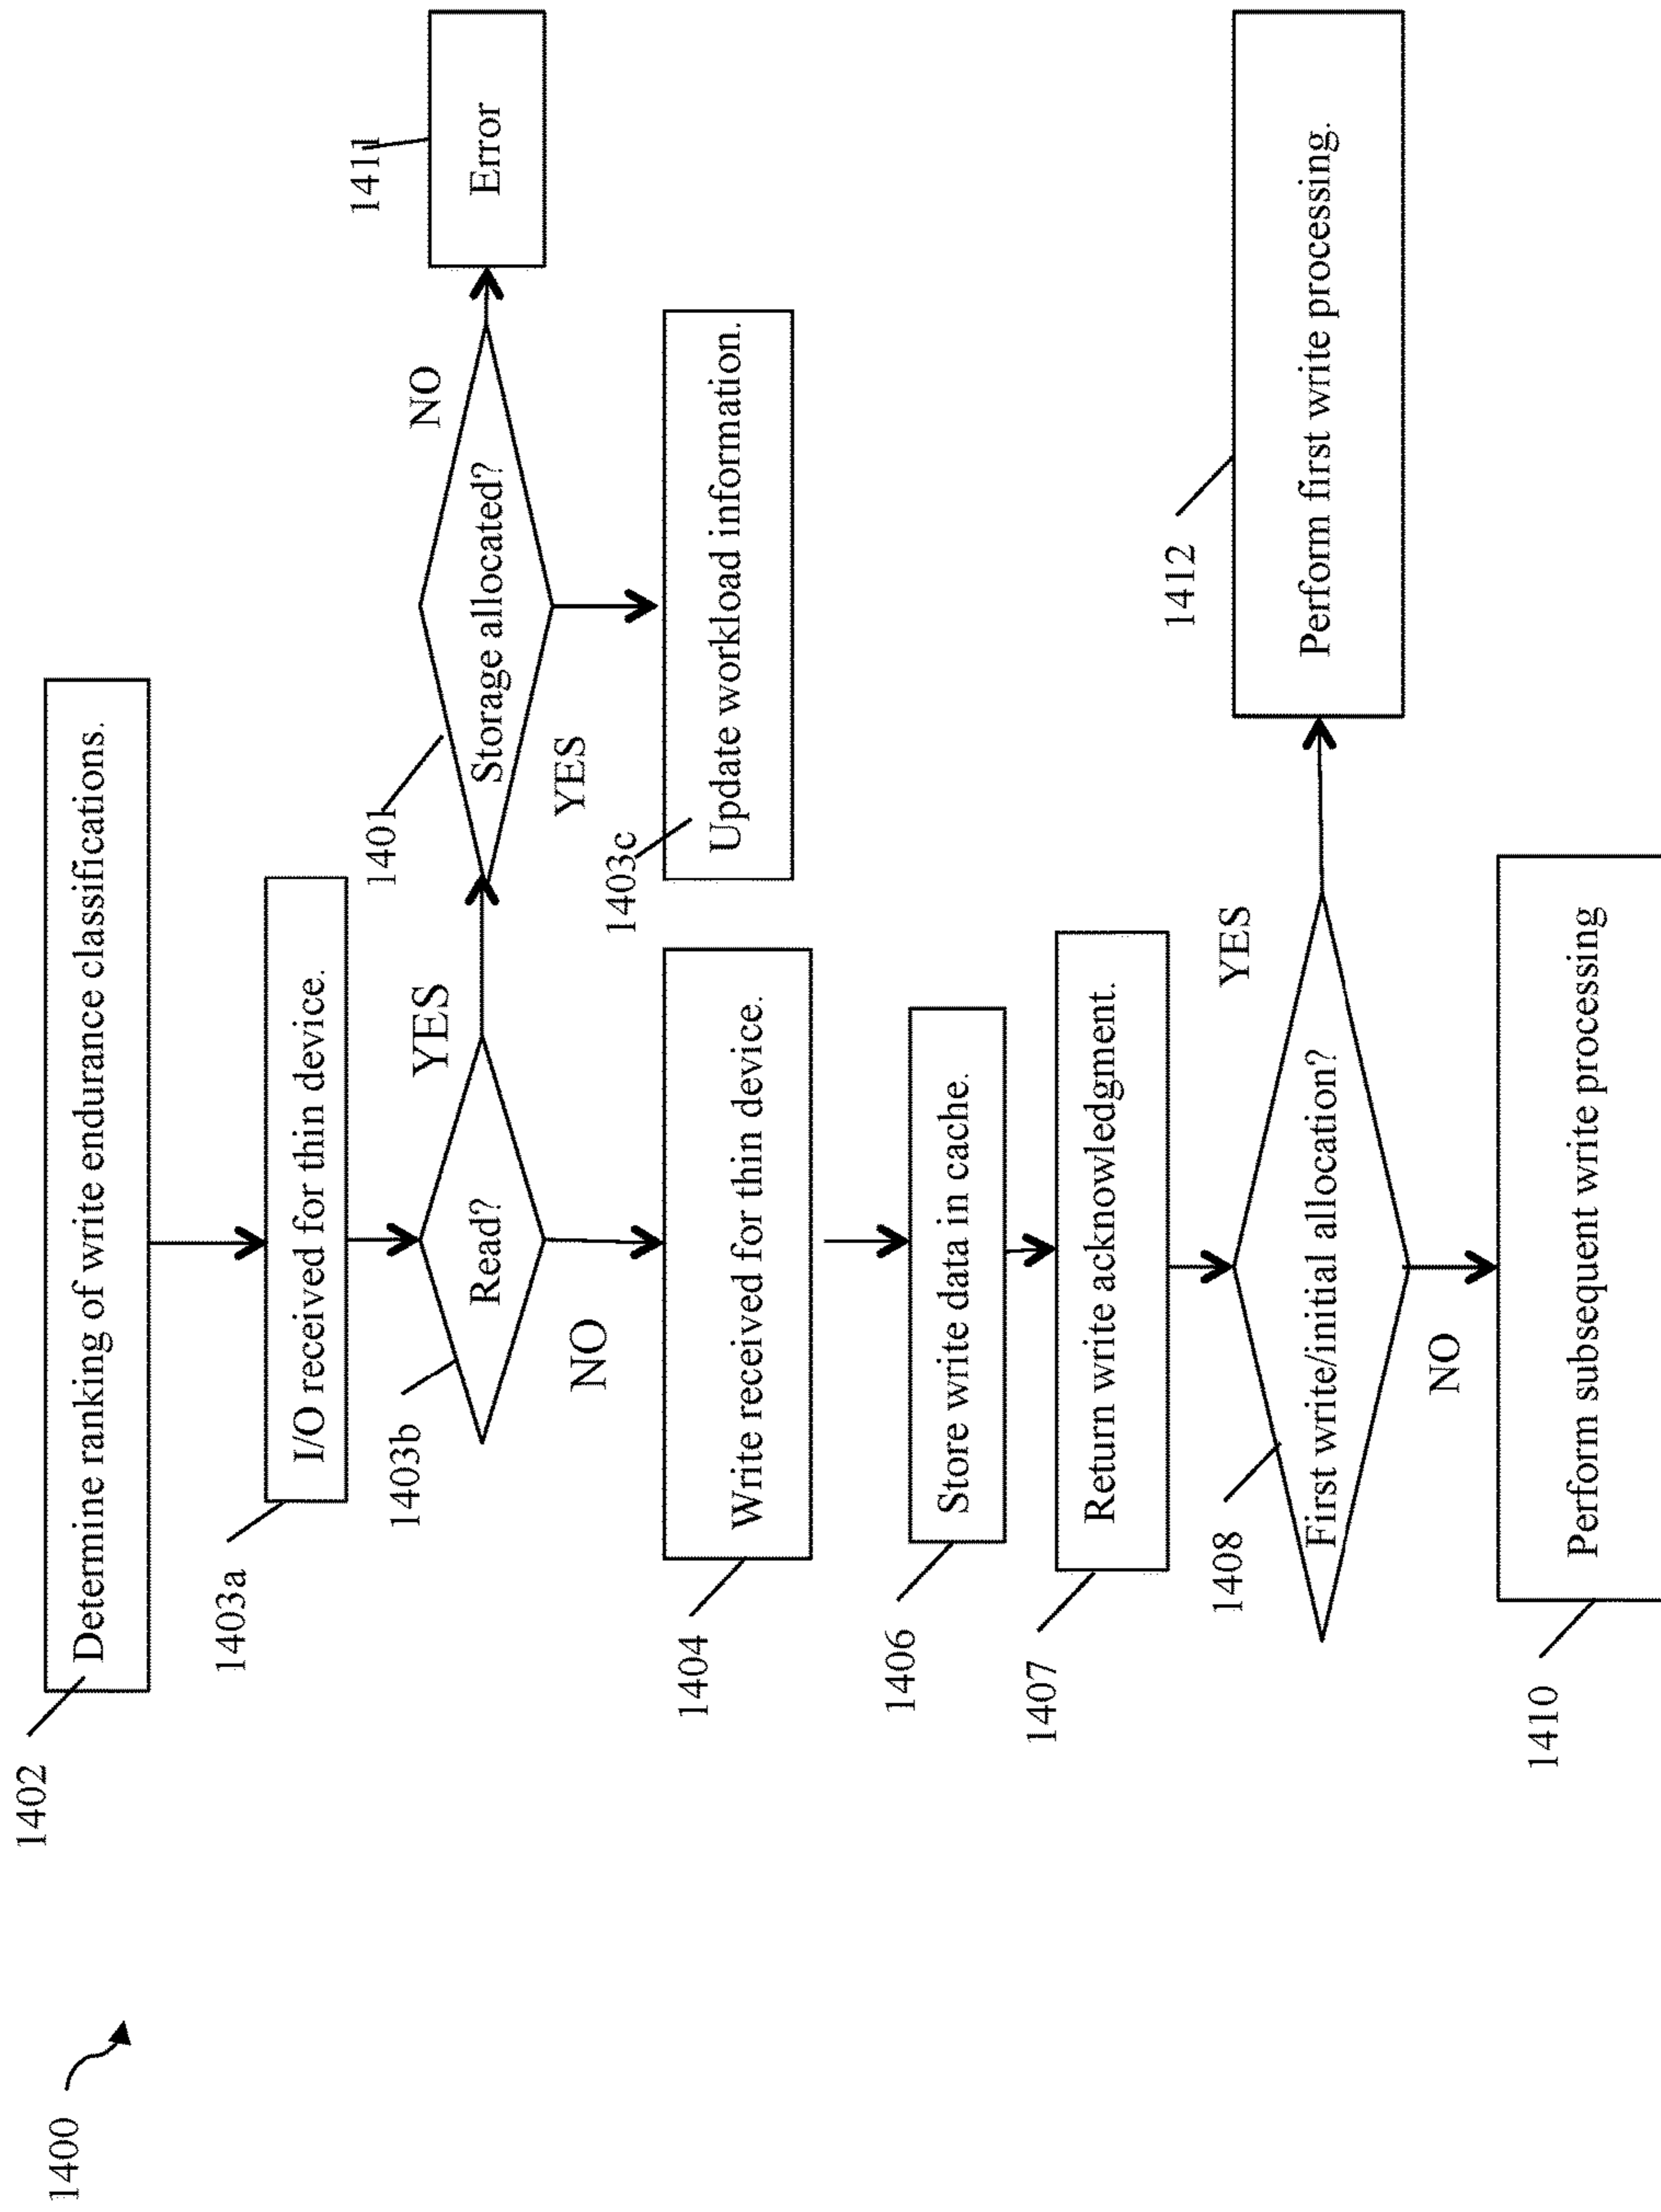 1400
1402
Determine ranking of write endurance classifications.
1403a
I/O received for thin device.
1403b
Read?
YES
NO
1401
Storage allocated?
NO
YES
1411
Error
1403c
Update workload information.
1404
Write received for thin device.
1406
Store write data in cache.
1407
Return write acknowledgment.
1408
First write/initial allocation?
YES
NO
1412
Perform first write processing.
1410
Perform subsequent write processing